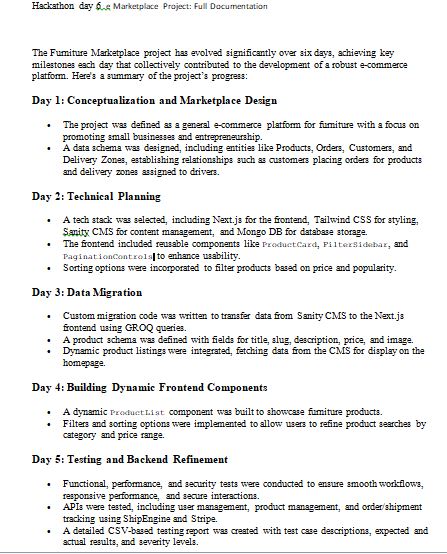 Hackathon day 6 e Marketplace Project: Full Documentation
The Furniture Marketplace project has evolved significantly over six days, achieving key
milestones each day that collectively contributed to the development of a robust e-commerce
platform. Here's a summary of the project's progress:
Day 1: Conceptualization and Marketplace Design
• The project was defined as a general e-commerce platform for furniture with a focus on
promoting small businesses and entrepreneurship.
• A data schema was designed, including entities like Products, Orders, Customers, and
Delivery Zones, establishing relationships such as customers placing orders for products
and delivery zones assigned to drivers.
Day 2: Technical Planning
• A tech stack was selected, including Next.js for the frontend, Tailwind CSS for styling,
Sanity CMS for content management, and Mongo DB for database storage.
• The frontend included reusable components like ProductCard, FilterSidebar, and
PaginationControls to enhance usability.
• Sorting options were incorporated to filter products based on price and popularity.
Day 3: Data Migration
• Custom migration code was written to transfer data from Sanity CMS to the Next.js
frontend using GROQ queries.
• A product schema was defined with fields for title, slug, description, price, and image.
• Dynamic product listings were integrated, fetching data from the CMS for display on the
homepage.
Day 4: Building Dynamic Frontend Components
• A dynamic ProductList component was built to showcase furniture products.
• Filters and sorting options were implemented to allow users to refine product searches by
category and price range.
Day 5: Testing and Backend Refinement
• Functional, performance, and security tests were conducted to ensure smooth workflows,
responsive performance, and secure interactions.
• APIs were tested, including user management, product management, and order/shipment
tracking using ShipEngine and Stripe.
• A detailed CSV-based testing report was created with test case descriptions, expected and
actual results, and severity levels.